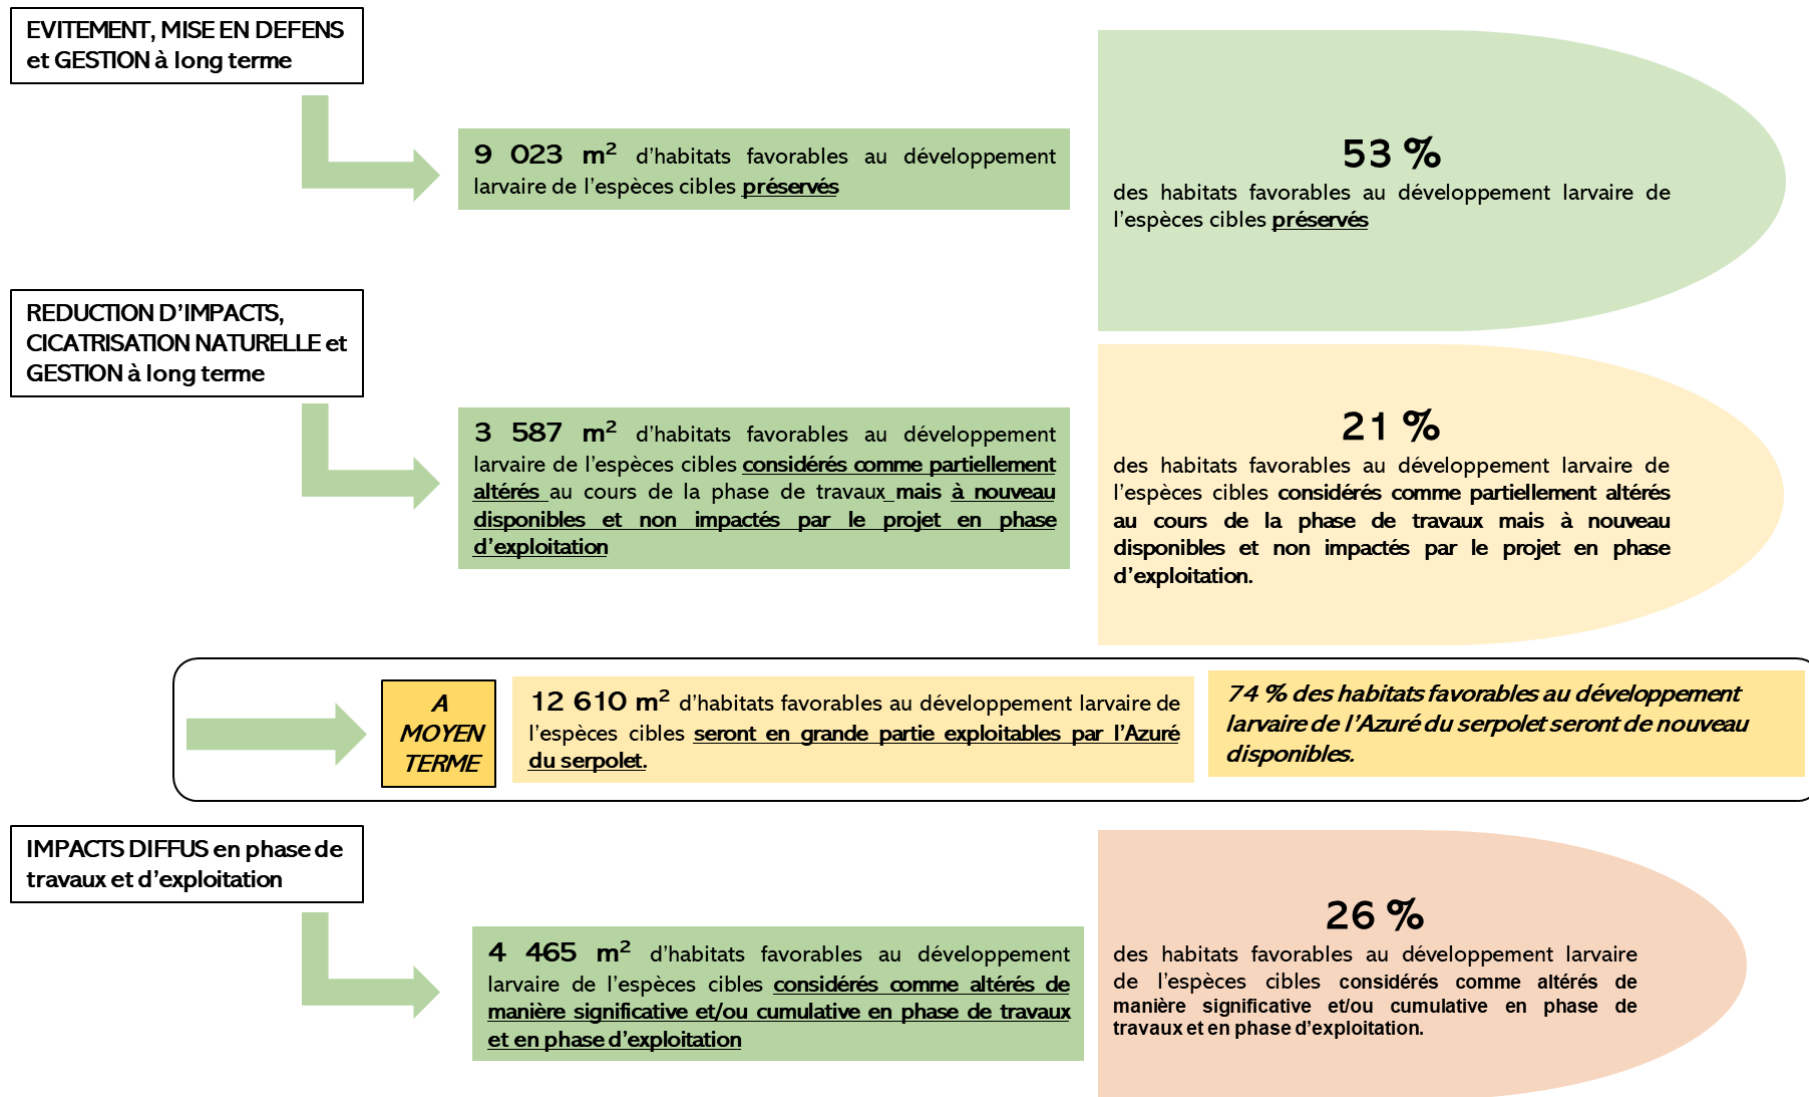 EVITEMENT, MISE EN DEFENS
et GESTION à long terme
9 023 m² d'habitats favorables au développement
larvaire de l'espèces cibles préservés
53 %
des habitats favorables au développement larvaire de
l'espèces cibles préservés
REDUCTION D'IMPACTS,
CICATRISATION NATURELLE et
GESTION à long terme
3 587 m² d'habitats favorables au développement
larvaire de l'espèces cibles considérés comme partiellement
altérés au cours de la phase de travaux mais à nouveau
disponibles et non impactés par le projet en phase
d'exploitation
21 %
des habitats favorables au développement larvaire de
l'espèces cibles considérés comme partiellement altérés
au cours de la phase de travaux mais à nouveau
disponibles et non impactés par le projet en phase
d'exploitation.
A
MOYEN
TERME
12 610 m² d'habitats favorables au développement larvaire de
l'espèces cibles seront en grande partie exploitables par l'Azuré
du serpolet.
74 % des habitats favorables au développement
larvaire de l'Azuré du serpolet seront de nouveau
disponibles.
IMPACTS DIFFUS en phase de
travaux et d'exploitation
4 465 m² d'habitats favorables au développement
larvaire de l'espèces cibles considérés comme altérés de
manière significative et/ou cumulative en phase de travaux
et en phase d'exploitation
26 %
des habitats favorables au développement larvaire
de l'espèces cibles considérés comme altérés de
manière significative et/ou cumulative en phase de
travaux et en phase d'exploitation.